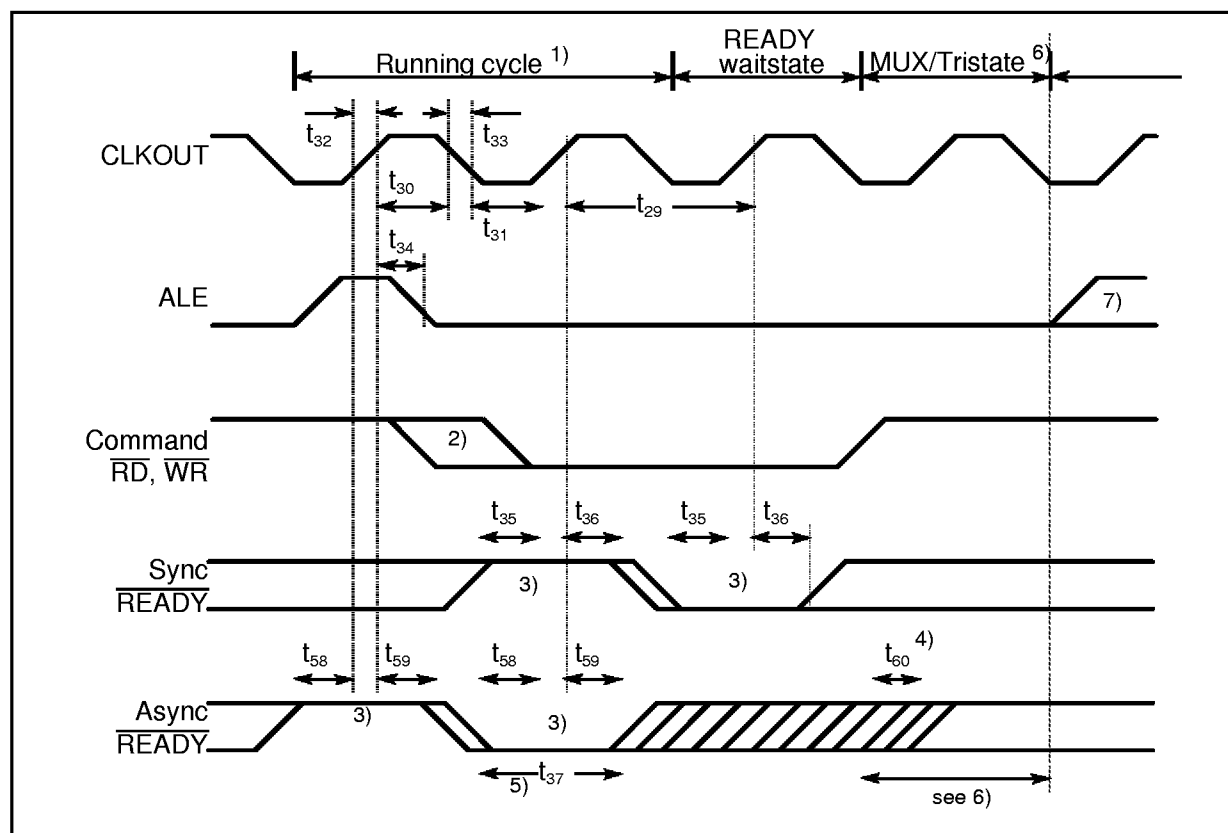 READY
Running cycle 1) waitstate MUX/Tristate 6)
t32 t33
CLKOUT
t30
t31 t29
t34
ALE 7)
Command 2)
RD, WR
t35 t36 t35 t36
Sync 3) 3)
READY
t58 t59 t58 t59 t60 4)
Async 3) 3)
READY
5) t37
see 6)